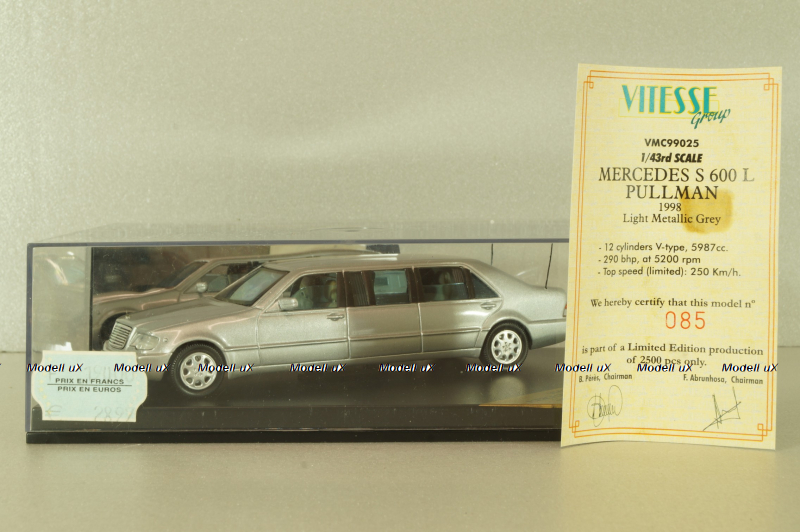 VITESSE
Group
VMC99025
1/43rd SCALE
MERCEDES S 600 L
PULLMAN
1998
Light Metallic Grey
- 12 cylinders V-type, 5987cc.
- 290 bhp, at 5200 rpm
- Top speed (limited): 250 Km/h.
We hereby certify that this model nº
085
is part of a Limited Edition production
of 2500 pcs only.
B. Pérès, Chairman F. Abrunhosa, Chairman
Modell uX Modell uX Modell uX Modell uX Modell uX Modell uX Modell uX Modell uX Modell uX
PRIX EN FRANCS
PRIX EN EUROS